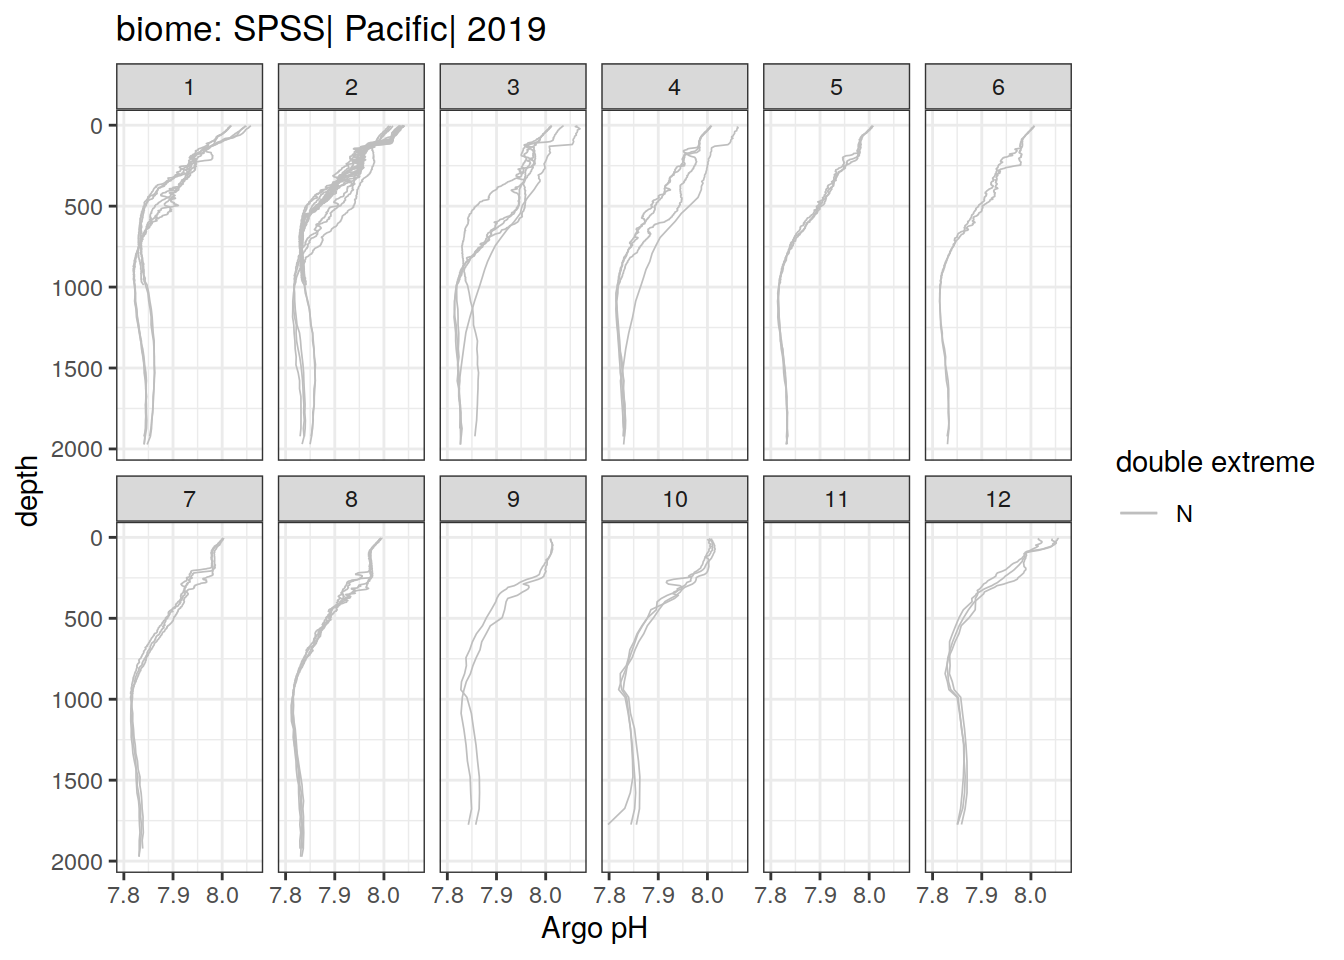 biome: SPSS| Pacific| 2019
1 2 3 4 5 6
0
500
1000
1500
2000
7 8 9 10 11 12
0
500
1000
1500
2000
7.8 7.9 8.0 7.8 7.9 8.0 7.8 7.9 8.0 7.8 7.9 8.0 7.8 7.9 8.0 7.8 7.9 8.0
Argo pH
depth
double extreme
N